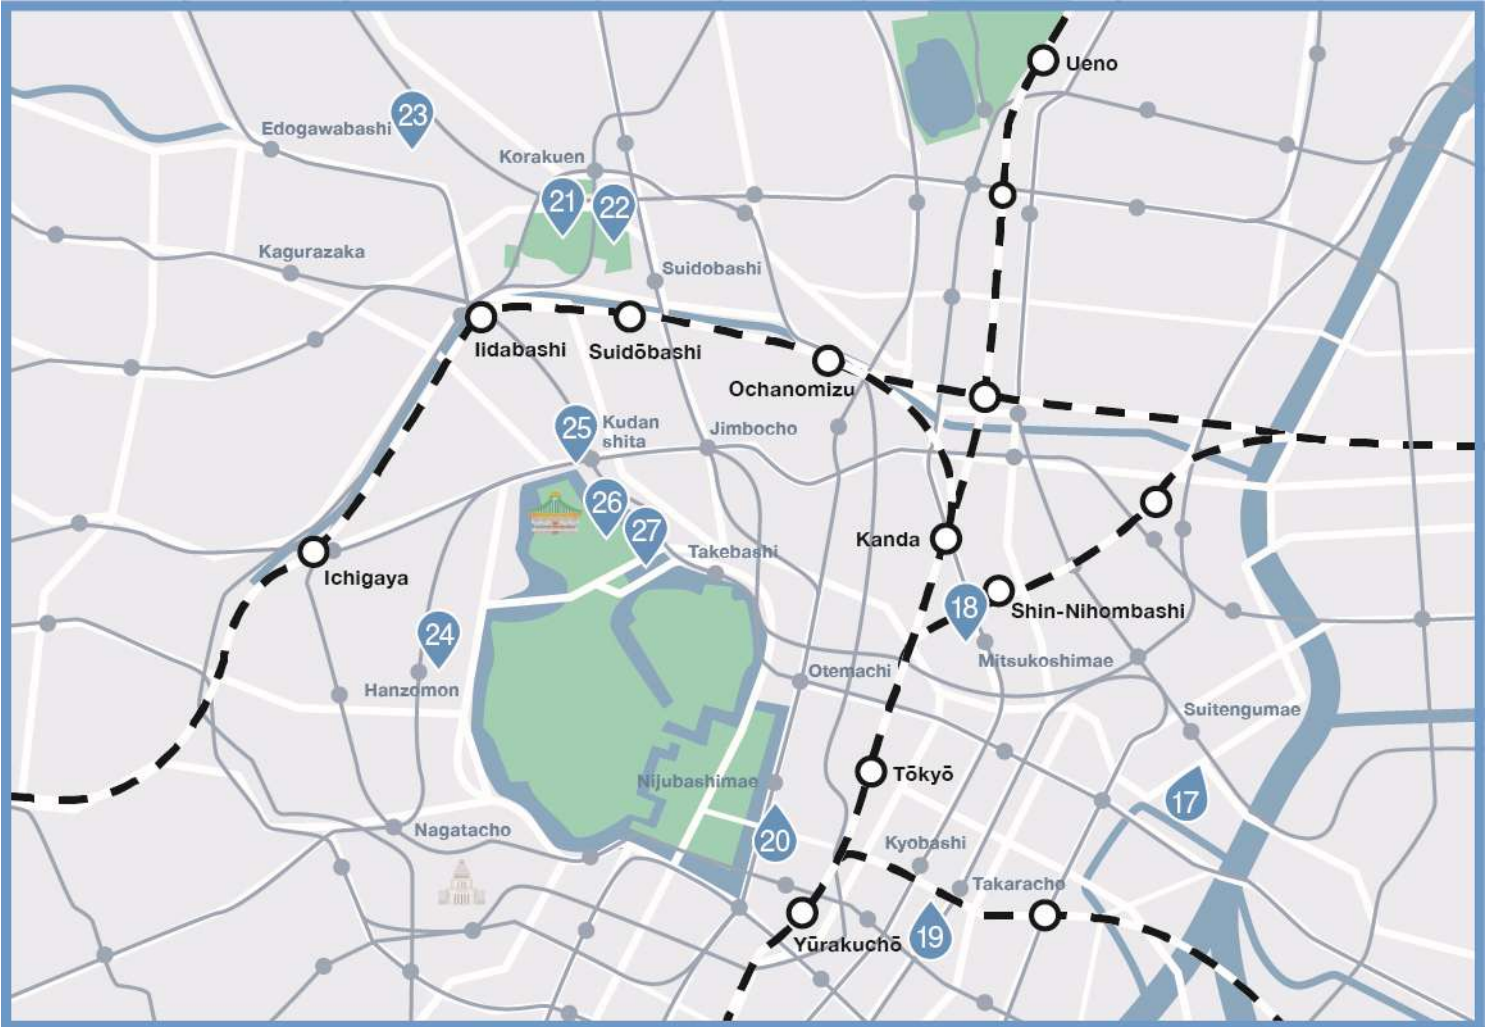 Ueno
23
Edogawabashi
Korakuen
21
22
Kagurazaka
Suidobashi
Iidabashi
Suidōbashi
Ochanomizu
25
Kudan
shita
Jimbocho
26
27
Takebashi
Kanda
Ichigaya
18
Shin-Nihombashi
24
Mitsukoshimae
Otemachi
Hanzomon
Suitengumae
Nijubashimae
Tōkyō
17
Nagatacho
20
Kyobashi
Takaracho
Yūrakuchō
19